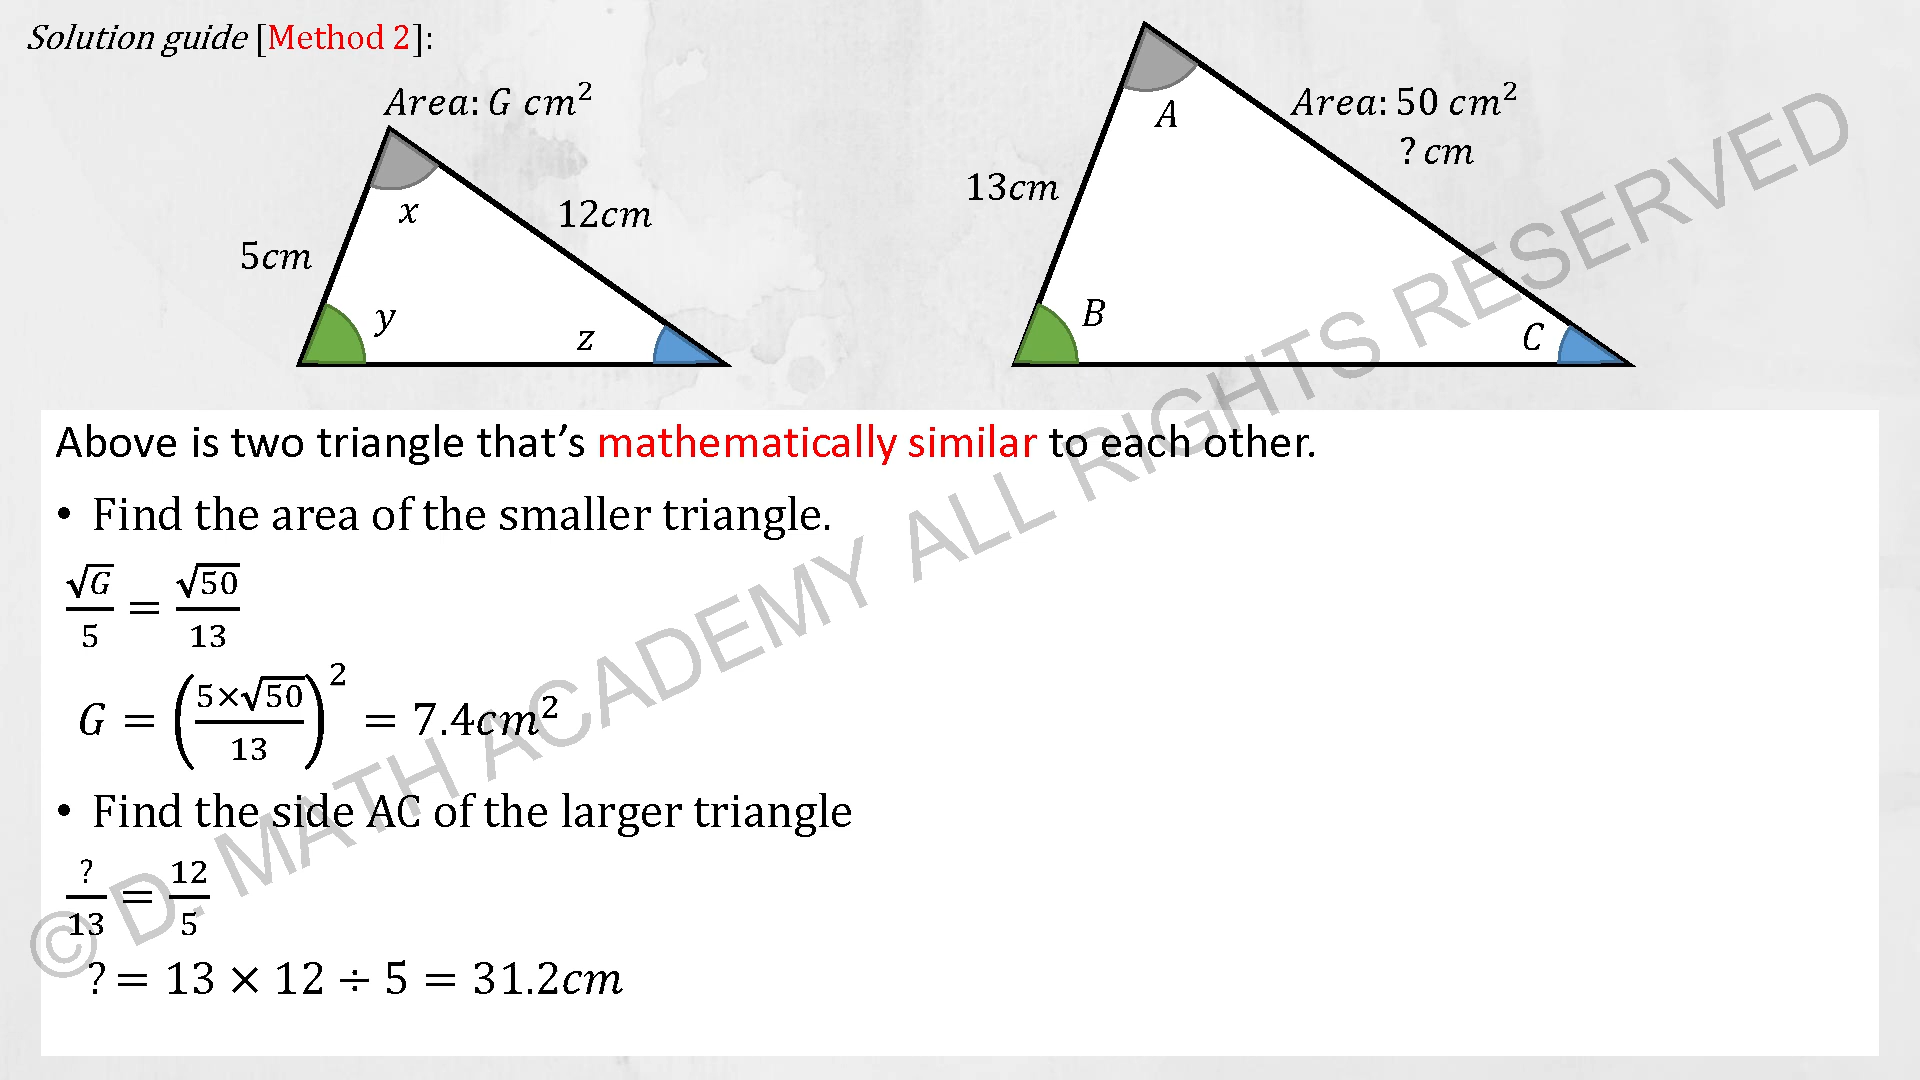 Solution guide [Method 2]:
Area: G cm²
x
12cm
5cm
y
z
A
Area: 50 cm²
? cm
13cm
B
C
Above is two triangle that’s mathematically similar to each other.
• Find the area of the smaller triangle.
√G/5 = √50/13
G = (5×√50/13)² = 7.4cm²
• Find the side AC of the larger triangle
?/13 = 12/5
? = 13 × 12 ÷ 5 = 31.2cm
© D. MATH ACADEMY ALL RIGHTS RESERVED